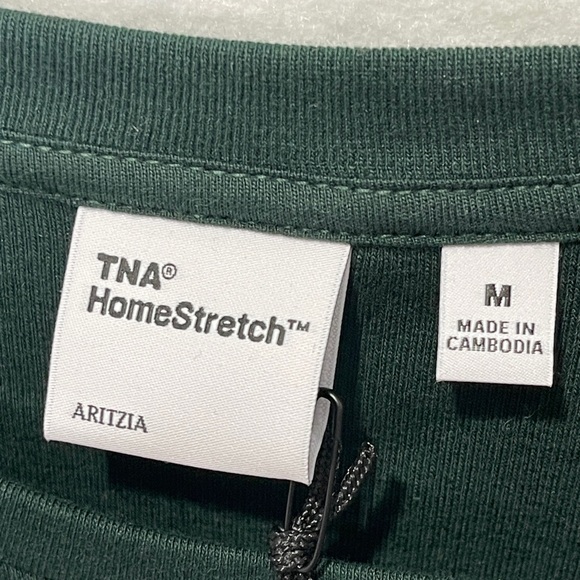 TNA®
HomeStretch™
ARITZIA
M
MADE IN
CAMBODIA